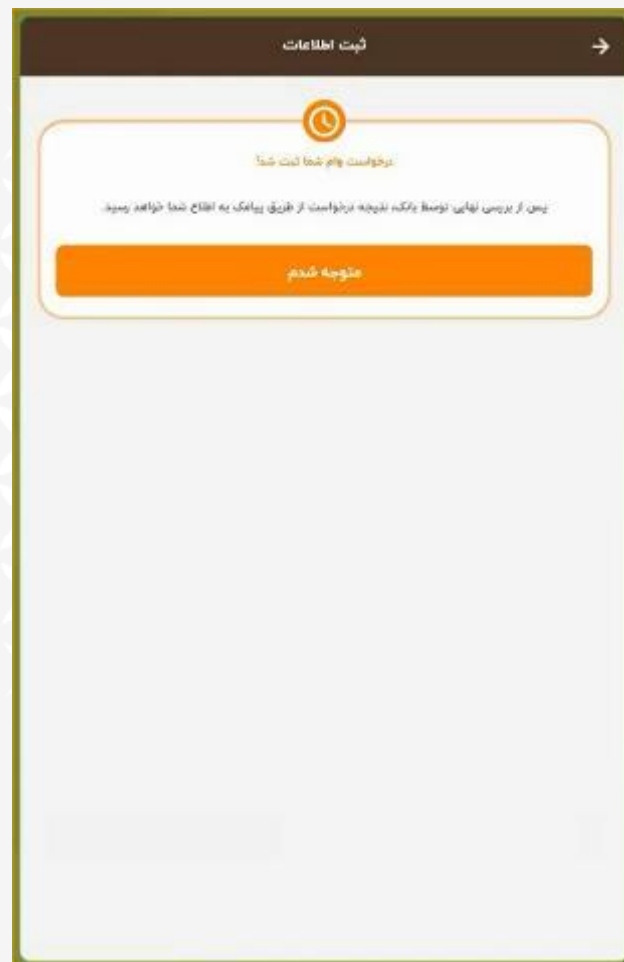 ثبت اطلاعات
درخواست وام شما ثبت شد!
پس از بررسی نهایی توسط بانک، نتیجه درخواست از طریق پیامک به اطلاع شما خواهد رسید.
متوجه شدم